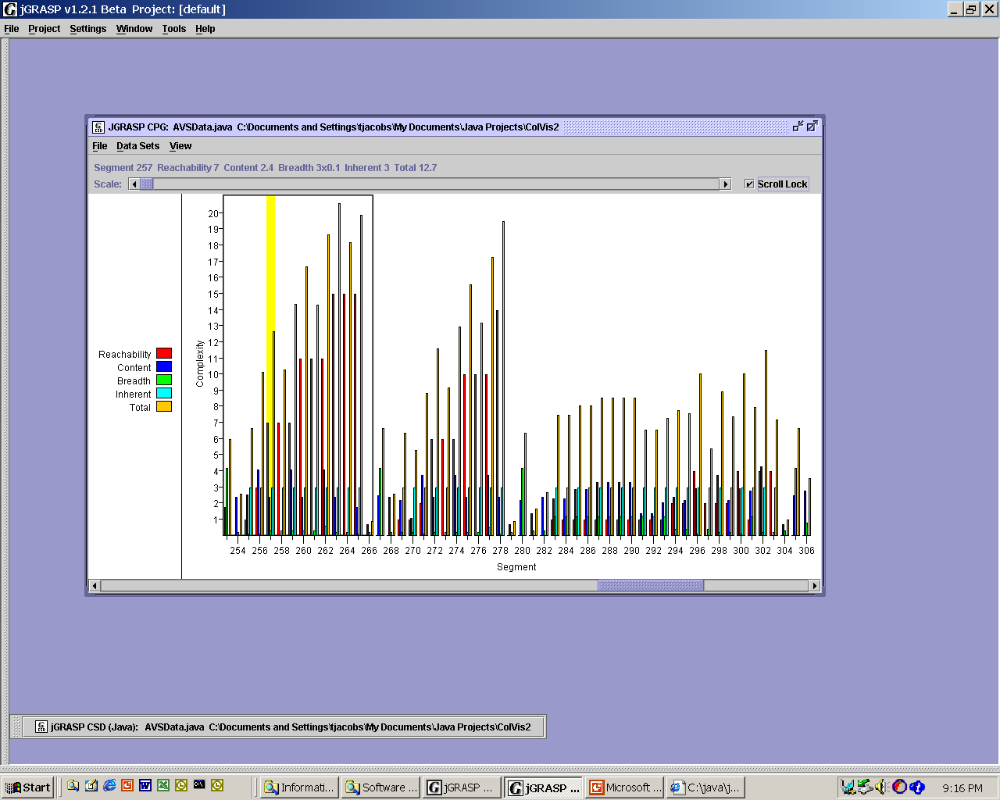 jGRASP v1.2.1 Beta  Project: [default]
File Project Settings Window Tools Help
JGRASP CPG:  AVSData.java  C:\Documents and Settings\tjacobs\My Documents\Java Projects\ColVis2
File Data Sets View
Segment 257  Reachability 7  Content 2.4  Breadth 3x0.1  Inherent 3  Total 12.7
Scale: Scroll Lock
Reachability
Content
Breadth
Inherent
Total
Complexity
20
19
18
17
16
15
14
13
12
11
10
9
8
7
6
5
4
3
2
1
254 256 258 260 262 264 266 268 270 272 274 276 278 280 282 284 286 288 290 292 294 296 298 300 302 304 306
Segment
jGRASP CSD (Java):  AVSData.java  C:\Documents and Settings\tjacobs\My Documents\Java Projects\ColVis2
Start Informati... Software ... jGRASP ... jGRASP ... Microsoft ... C:\java\j... 9:16 PM